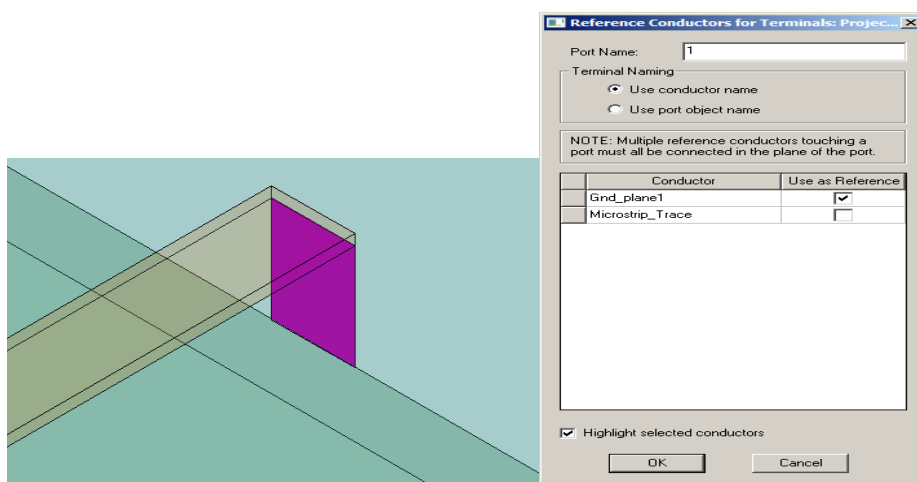 Reference Conductors for Terminals: Projec...
Port Name:
1
Terminal Naming
Use conductor name
Use port object name
NOTE: Multiple reference conductors touching a
port must all be connected in the plane of the port.
Conductor Use as Reference
Gnd_plane1
Microstrip_Trace
Highlight selected conductors
OK Cancel